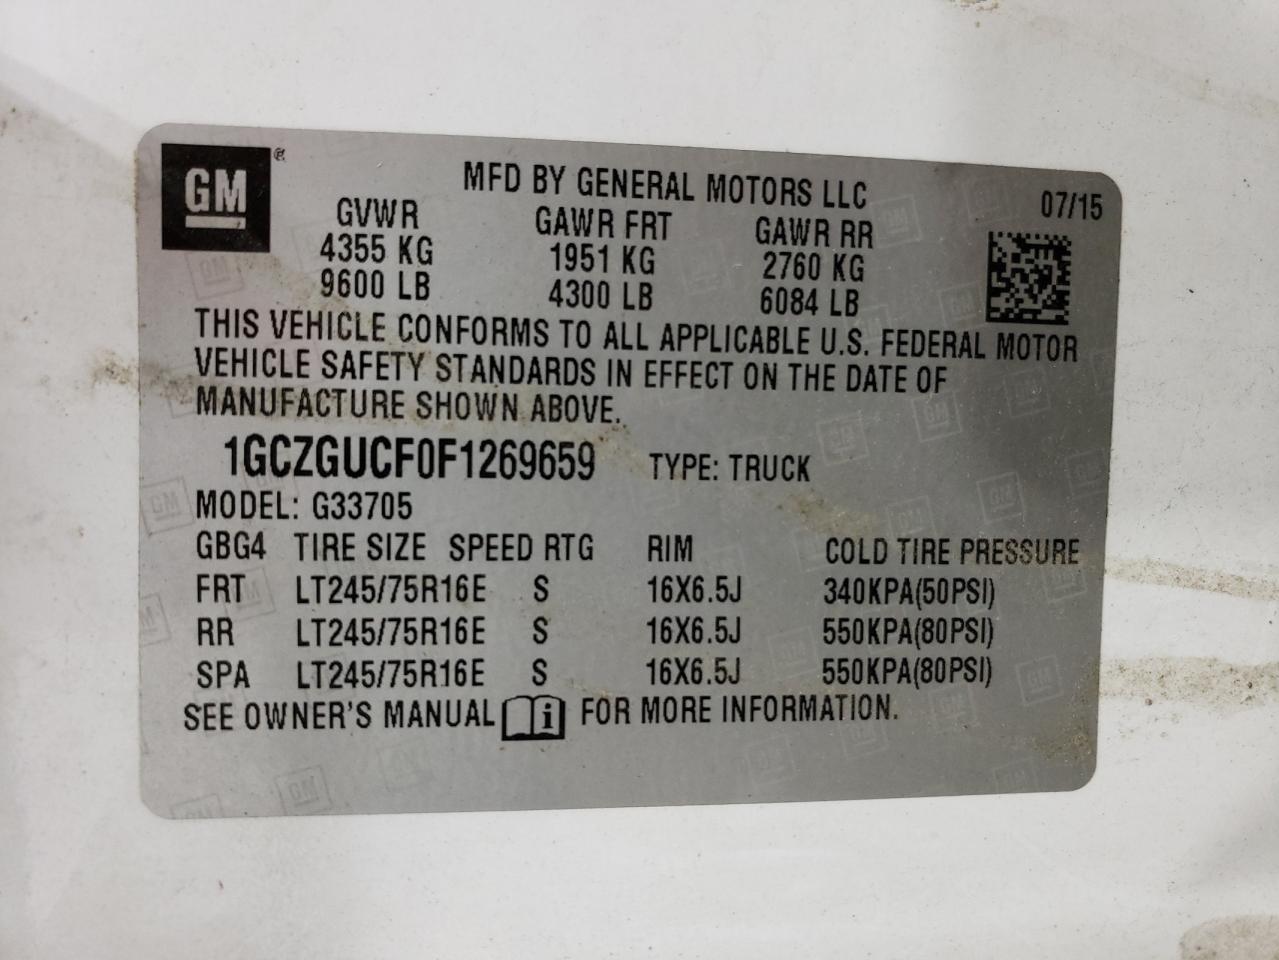 GM®
MFD BY GENERAL MOTORS LLC 07/15
GVWR GAWR FRT GAWR RR
4355 KG 1951 KG 2760 KG
9600 LB 4300 LB 6084 LB
THIS VEHICLE CONFORMS TO ALL APPLICABLE U.S. FEDERAL MOTOR
VEHICLE SAFETY STANDARDS IN EFFECT ON THE DATE OF
MANUFACTURE SHOWN ABOVE.
1GCZGUCF0F1269659 TYPE: TRUCK
MODEL: G33705
GBG4 TIRE SIZE SPEED RTG RIM COLD TIRE PRESSURE
FRT LT245/75R16E S 16X6.5J 340KPA(50PSI)
RR LT245/75R16E S 16X6.5J 550KPA(80PSI)
SPA LT245/75R16E S 16X6.5J 550KPA(80PSI)
SEE OWNER'S MANUAL i FOR MORE INFORMATION.